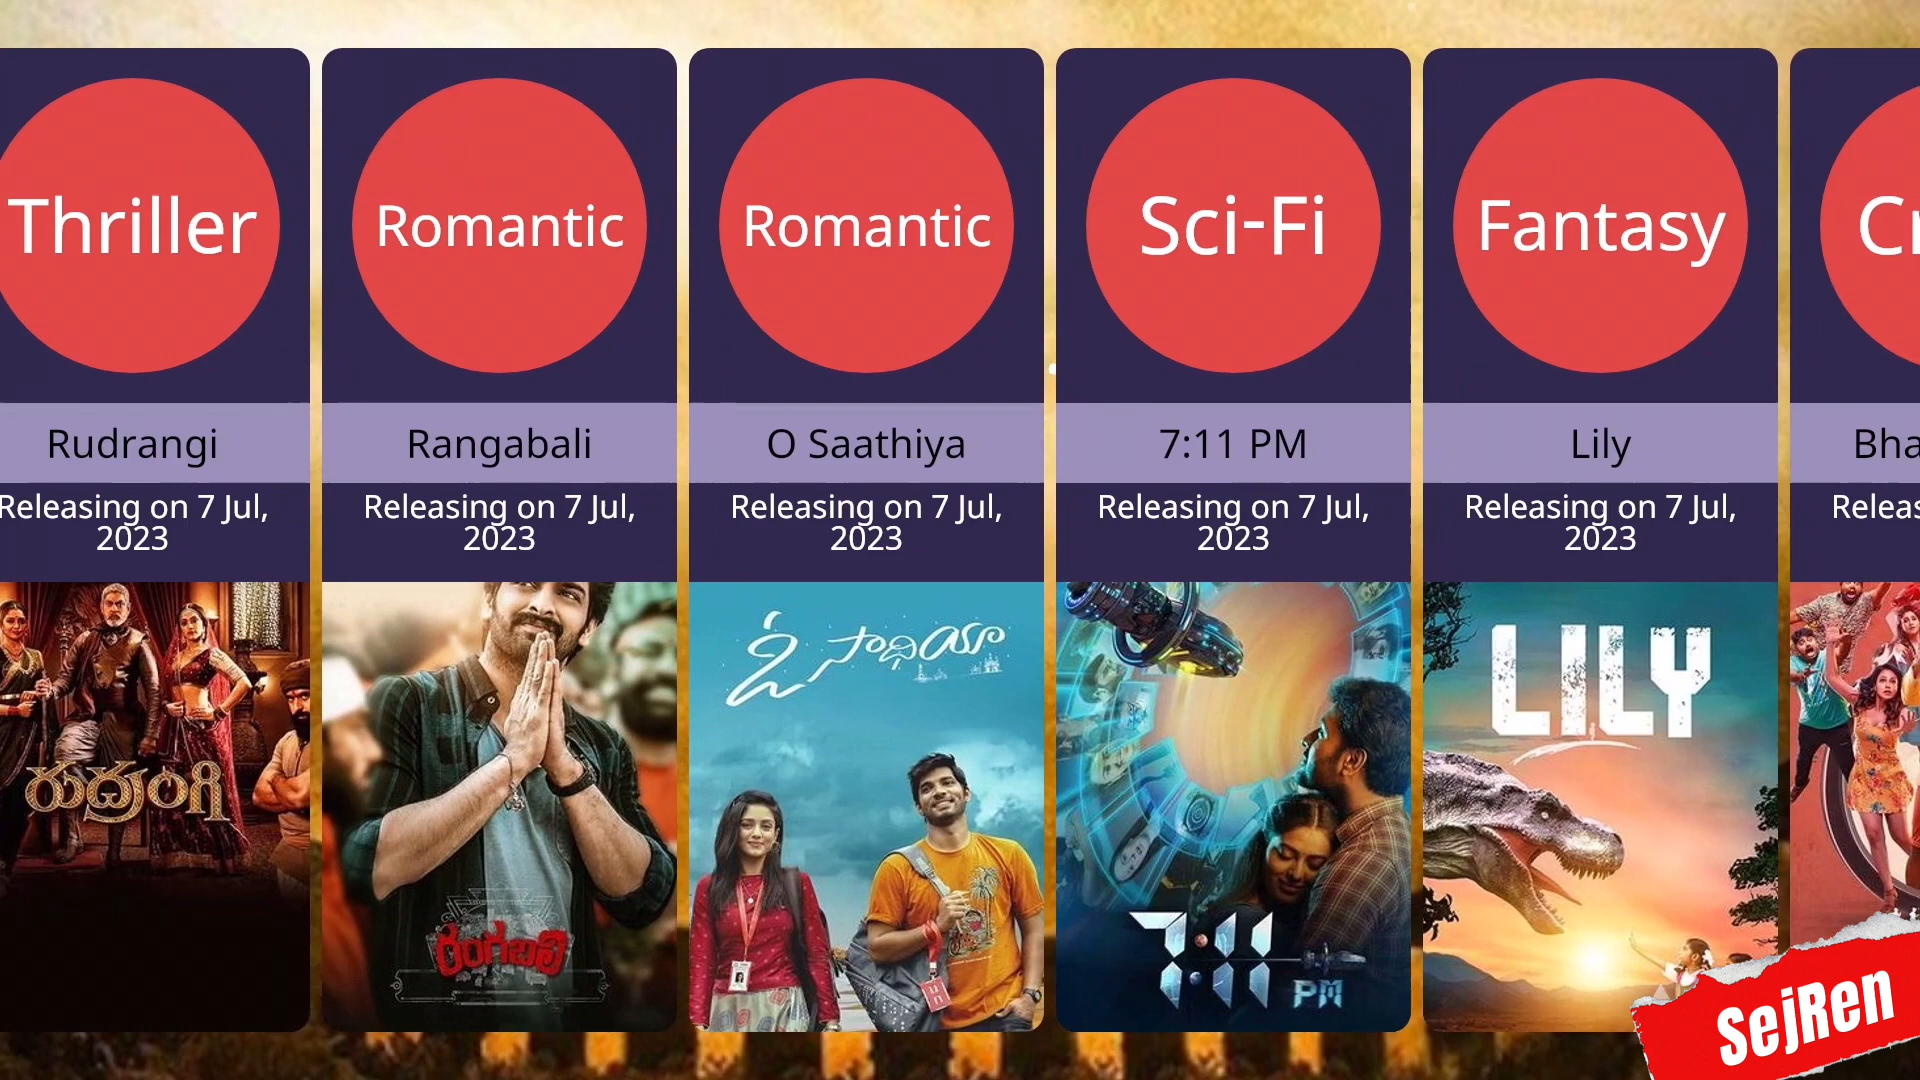 Thriller
Rudrangi
Releasing on 7 Jul,
2023
రుద్రంగి
Romantic
Rangabali
Releasing on 7 Jul,
2023
రంగబలి
Romantic
O Saathiya
Releasing on 7 Jul,
2023
ఓ సాథియా
Sci-Fi
7:11 PM
Releasing on 7 Jul,
2023
7:11
PM
Fantasy
Lily
Releasing on 7 Jul,
2023
LILY
SejRen